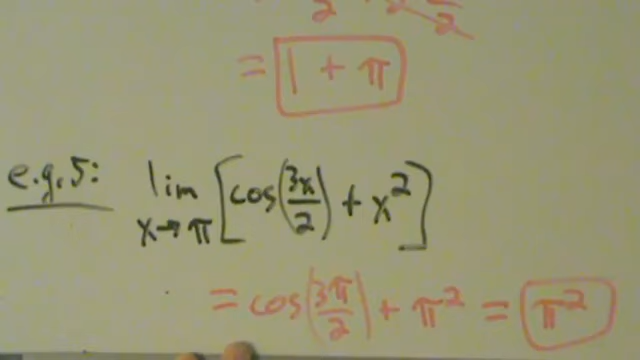 = 1 + π
e.g. 5: lim x→π [cos(3x/2) + x²]
= cos(3π/2) + π² = π²